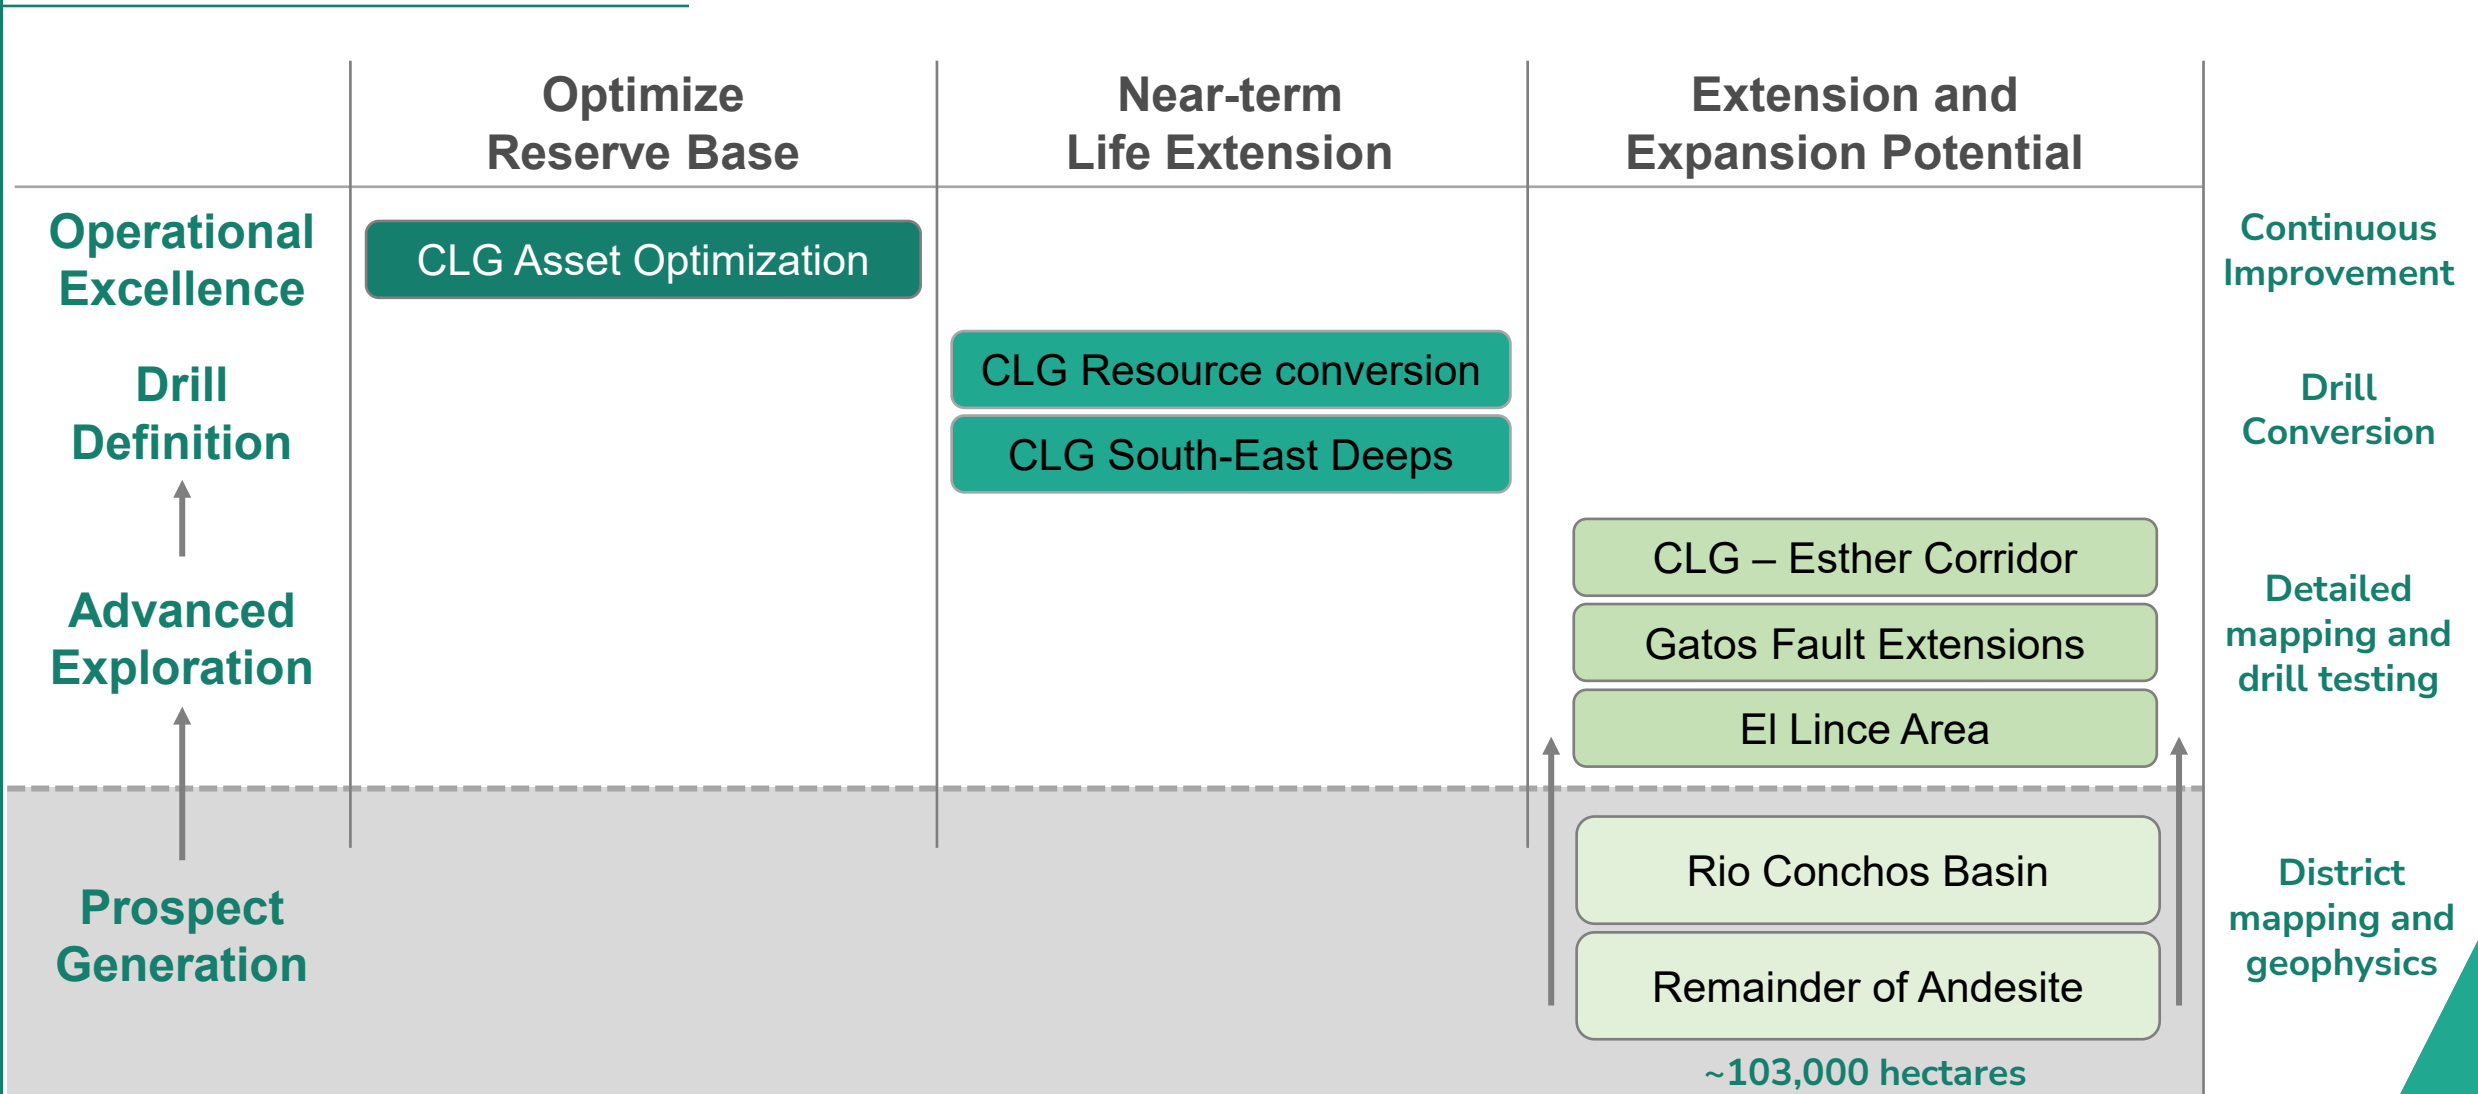 Optimize
Reserve Base
Near-term
Life Extension
Extension and
Expansion Potential
Operational
Excellence
CLG Asset Optimization
Continuous
Improvement
Drill
Definition
CLG Resource conversion
CLG South-East Deeps
Drill
Conversion
Advanced
Exploration
CLG – Esther Corridor
Gatos Fault Extensions
El Lince Area
Detailed
mapping and
drill testing
Prospect
Generation
Rio Conchos Basin
Remainder of Andesite
~103,000 hectares
District
mapping and
geophysics